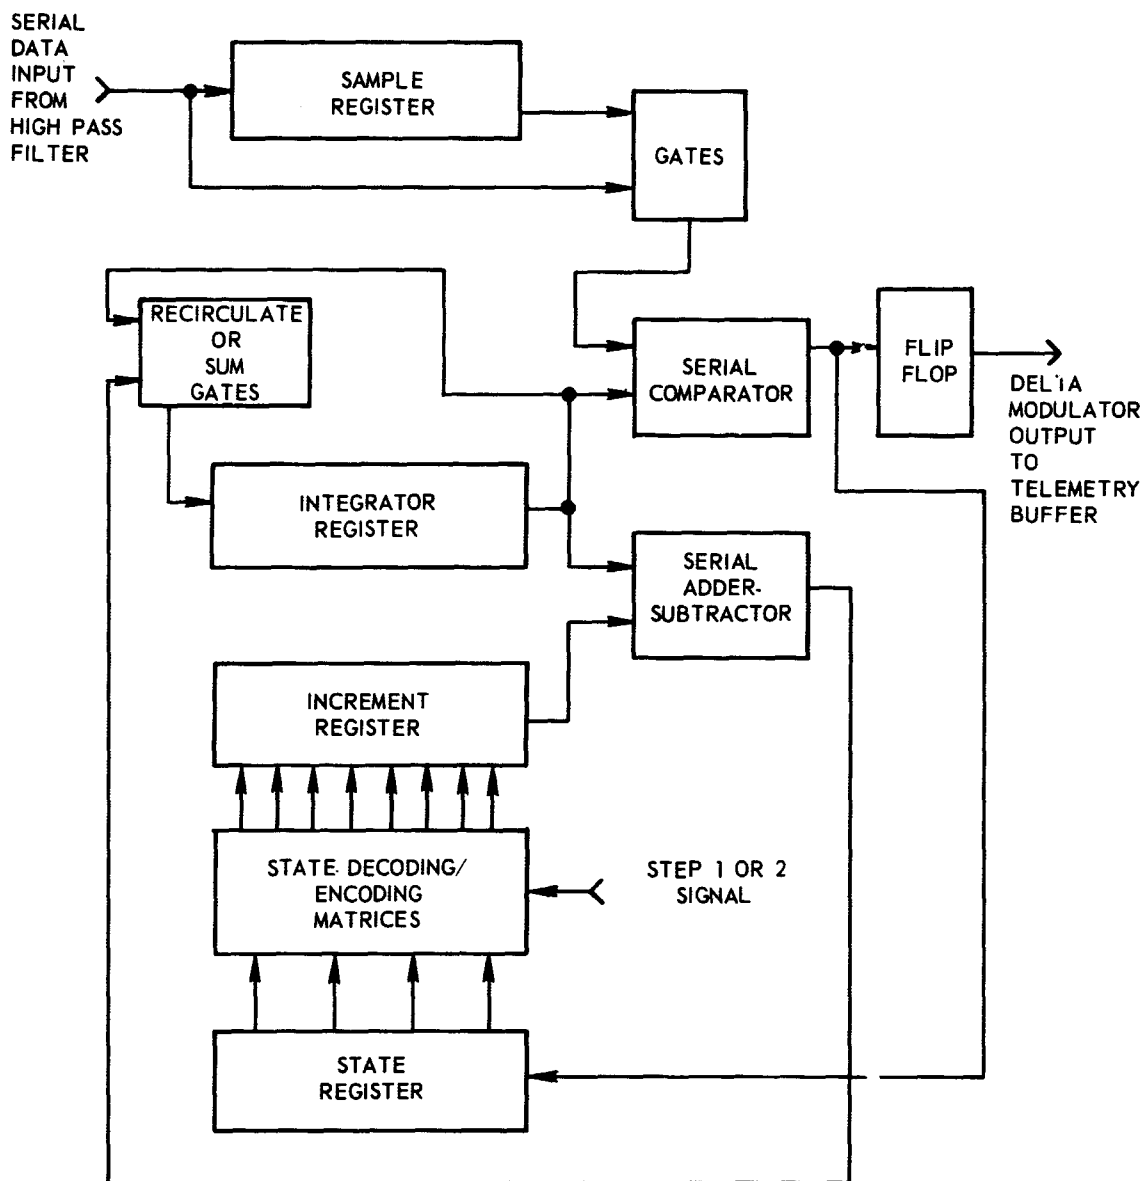 SERIAL
DATA
INPUT
FROM
HIGH PASS
FILTER
SAMPLE
REGISTER
GATES
RECIRCULATE
OR
SUM
GATES
SERIAL
COMPARATOR
FLIP
FLOP
DELTA
MODULATOR
OUTPUT
TO
TELEMETRY
BUFFER
INTEGRATOR
REGISTER
SERIAL
ADDER-
SUBTRACTOR
INCREMENT
REGISTER
STATE DECODING/
ENCODING
MATRICES
STEP 1 OR 2
SIGNAL
STATE
REGISTER